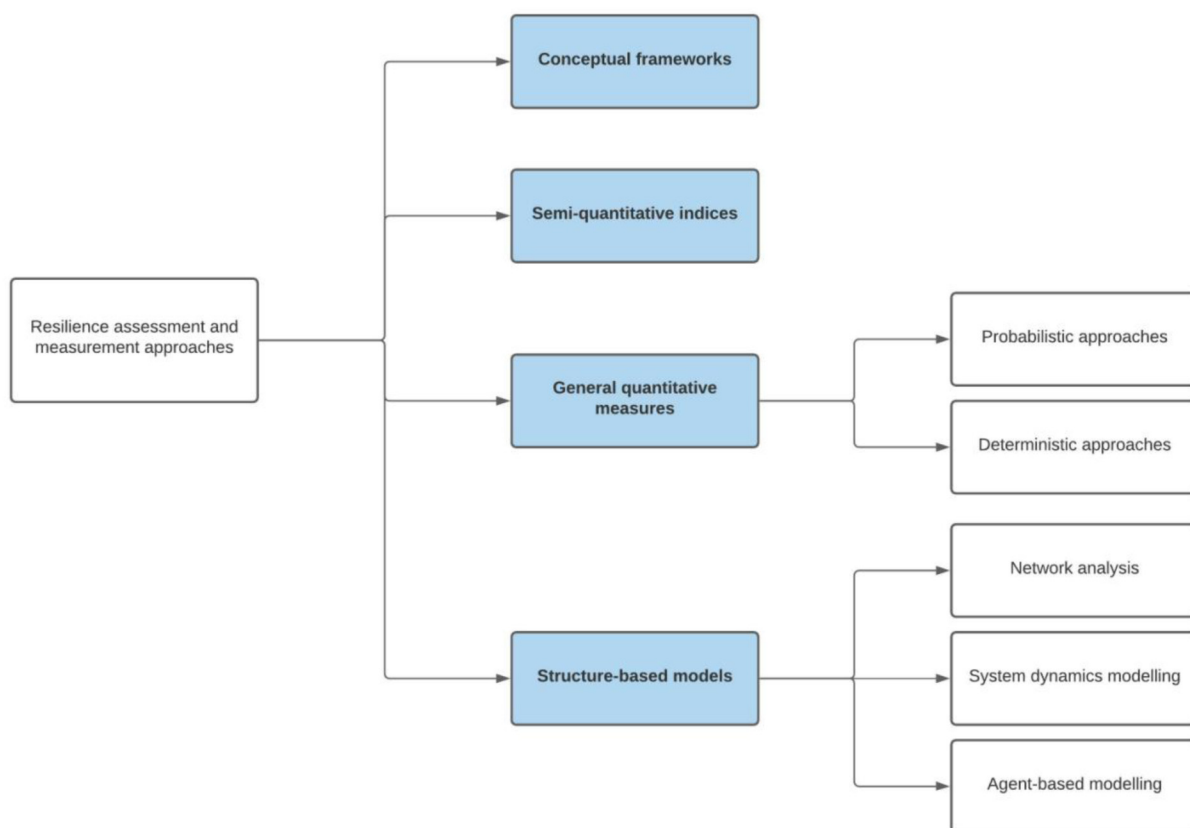 Conceptual frameworks
Semi-quantitative indices
Resilience assessment and
measurement approaches
General quantitative
measures
Probabilistic approaches
Deterministic approaches
Structure-based models
Network analysis
System dynamics modelling
Agent-based modelling